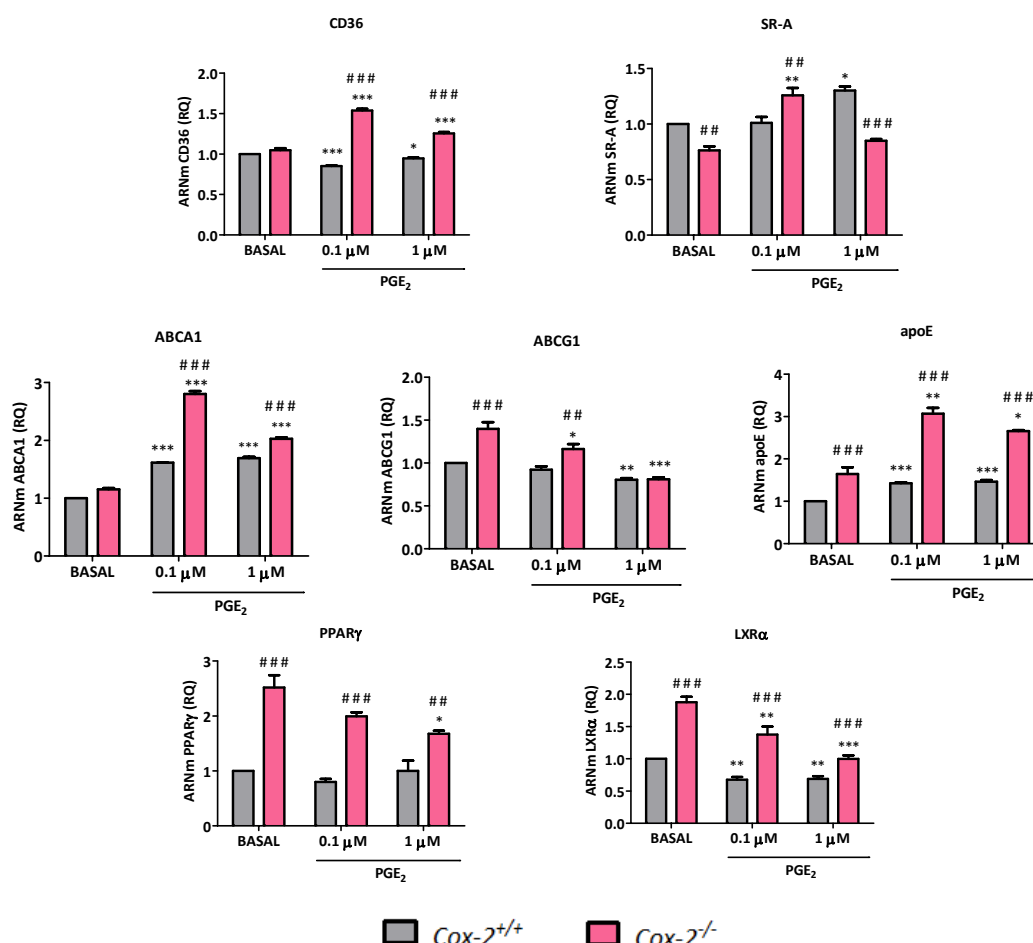 CD36
ARNm CD36 (RQ)
2.0
1.5
1.0
0.5
0.0
###
***
***
###
***
*
BASAL
0.1 μM
1 μM
PGE2
SR-A
ARNm SR-A (RQ)
1.5
1.0
0.5
0.0
##
##
**
*
###
BASAL
0.1 μM
1 μM
PGE2
ABCA1
ARNm ABCA1 (RQ)
3
2
1
0
***
###
***
***
###
***
BASAL
0.1 μM
1 μM
PGE2
ABCG1
ARNm ABCG1 (RQ)
2.0
1.5
1.0
0.5
0.0
###
##
*
**
***
BASAL
0.1 μM
1 μM
PGE2
apoE
ARNm apoE (RQ)
4
3
2
1
0
###
***
###
**
***
###
*
BASAL
0.1 μM
1 μM
PGE2
PPARγ
ARNm PPARγ (RQ)
3
2
1
0
###
###
##
*
BASAL
0.1 μM
1 μM
PGE2
LXRα
ARNm LXRα (RQ)
2.0
1.5
1.0
0.5
0.0
###
**
###
**
**
###
***
BASAL
0.1 μM
1 μM
PGE2
Cox-2+/+
Cox-2-/-